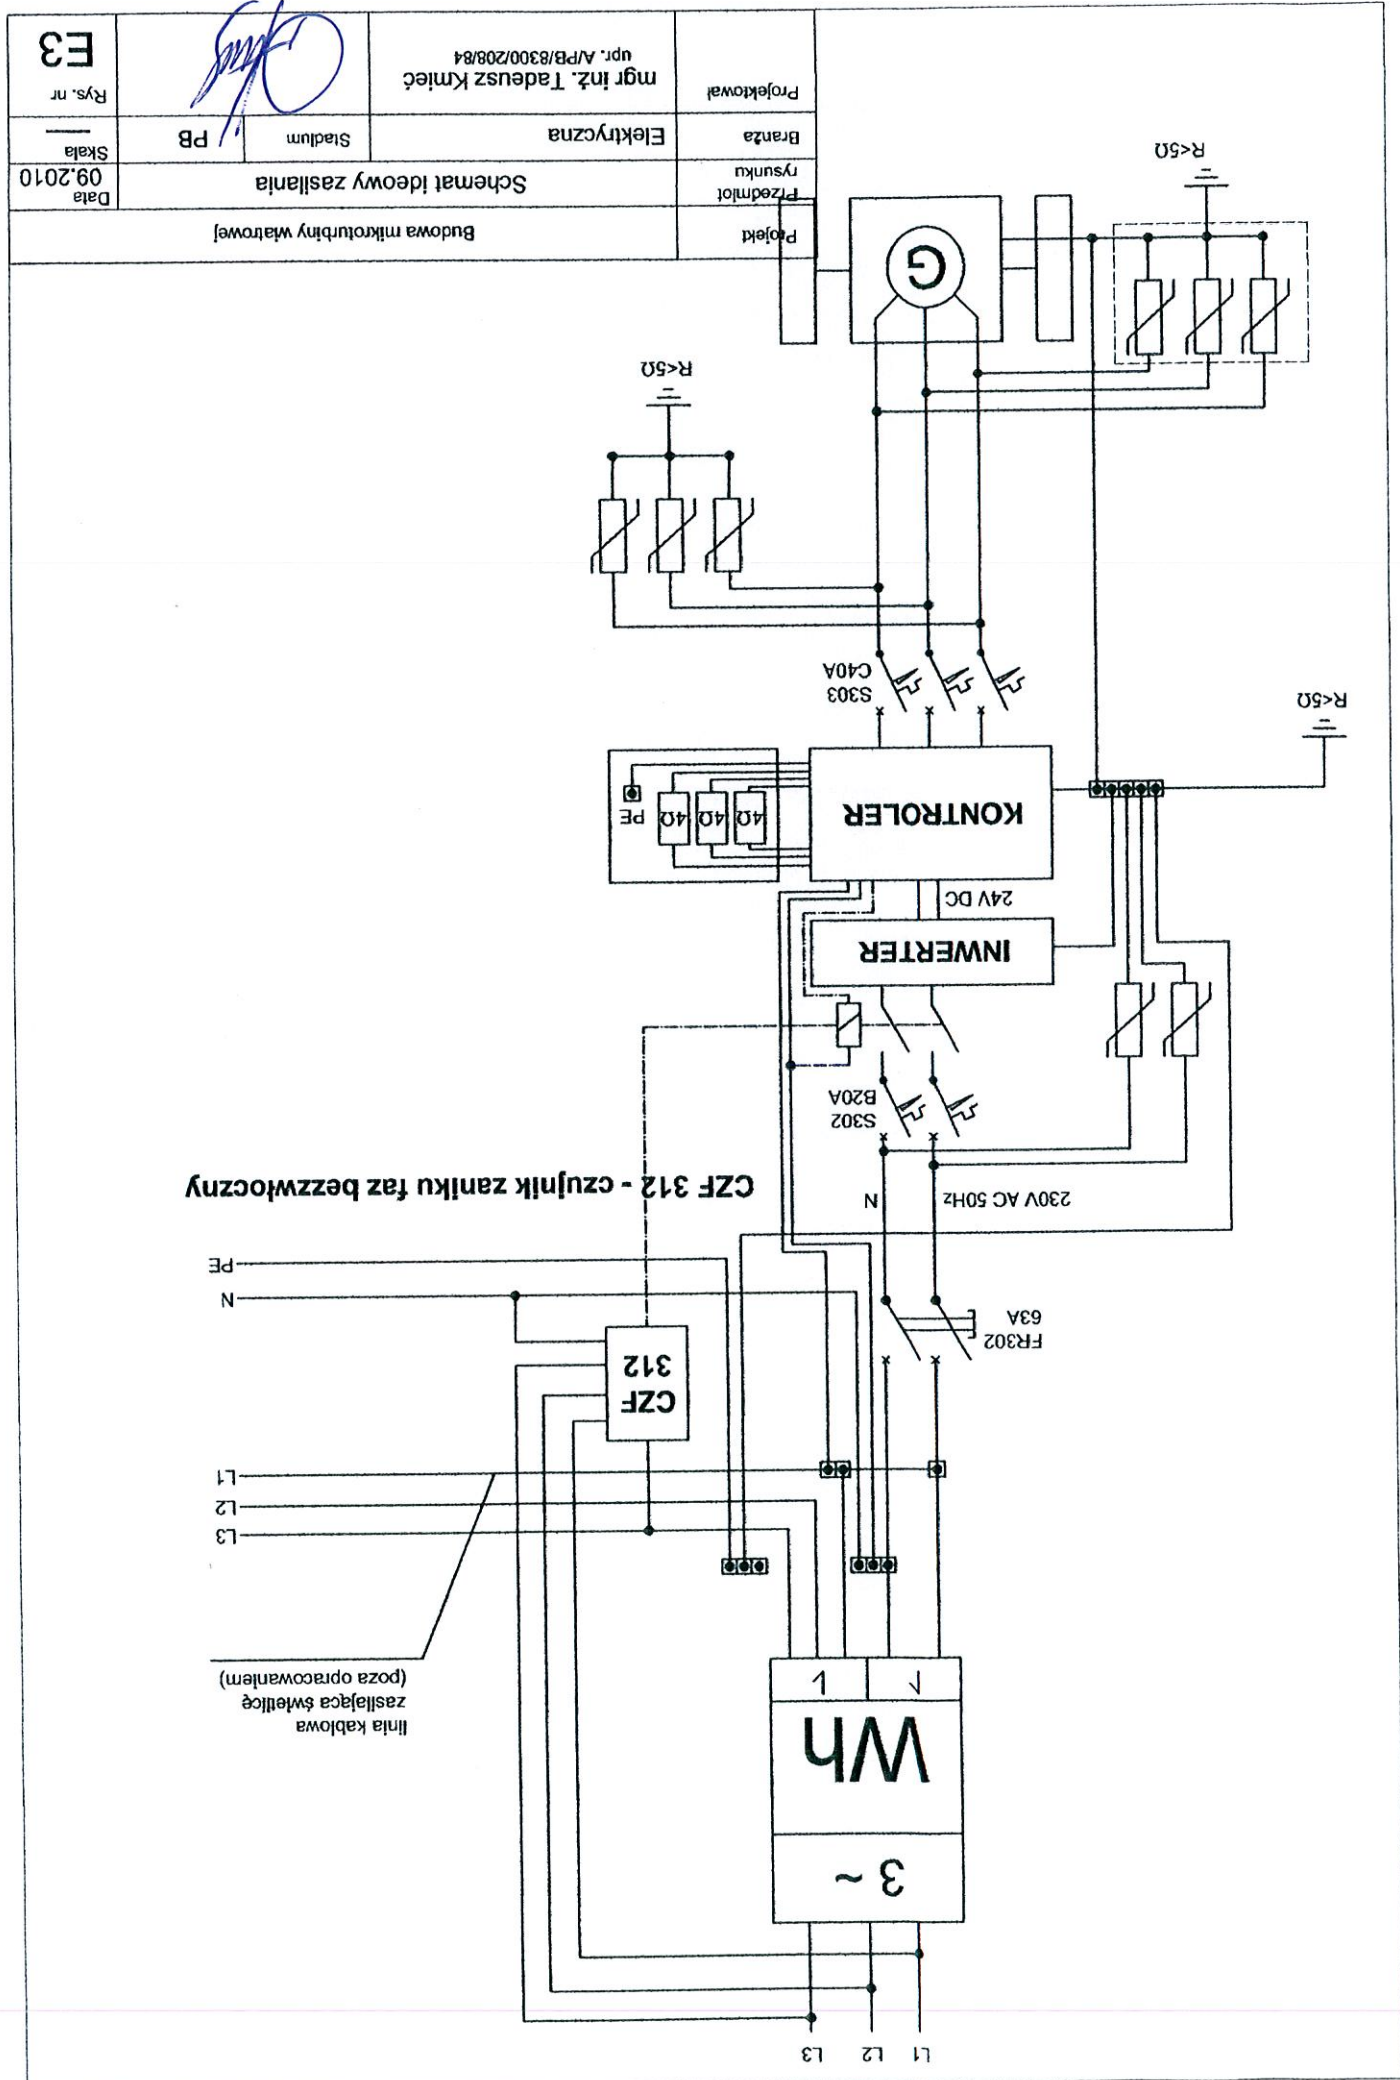 L1
L2
L3
3 ~
Wh
linia kablowa
zasilająca świetlicę
(poza opracowaniem)
L3
L2
L1
CZF
312
FR302
63A
N
PE
230V AC 50Hz
N
CZF 312 - czujnik zaniku faz bezzwłoczny
S302
B20A
INWERTER
24V DC
KONTROLER
4Ω
4Ω
4Ω
PE
R<5Ω
S303
C40A
R<5Ω
G
R<5Ω
Projekt
Budowa mikroturbiny wiatrowej
Przedmiot
rysunku
Schemat ideowy zasilania
Data
09.2010
Branża
Elektryczna
Stadium
PB
Skala
Projektował
mgr inż. Tadeusz Kmieć
upr. A/PB/8300/208/84
Rys. nr
E3